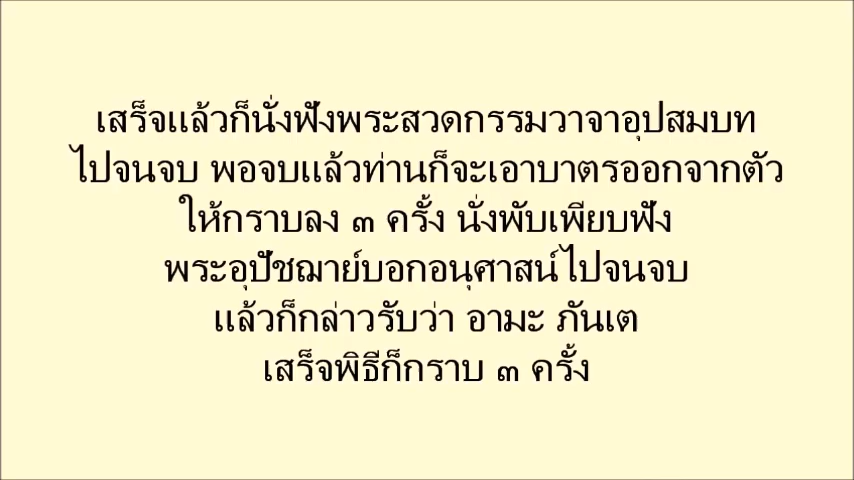 เสร็จแล้วก็นั่งฟังพระสวดกรรมวาจาอุปสมบท
ไปจนจบ พอจบแล้วท่านก็จะเอาบาตรออกจากตัว
ให้กราบลง ๓ ครั้ง นั่งพับเพียบฟัง
พระอุปัชฌาย์บอกอนุศาสน์ไปจนจบ
แล้วก็กล่าวรับว่า อามะ ภันเต
เสร็จพิธีก็กราบ ๓ ครั้ง